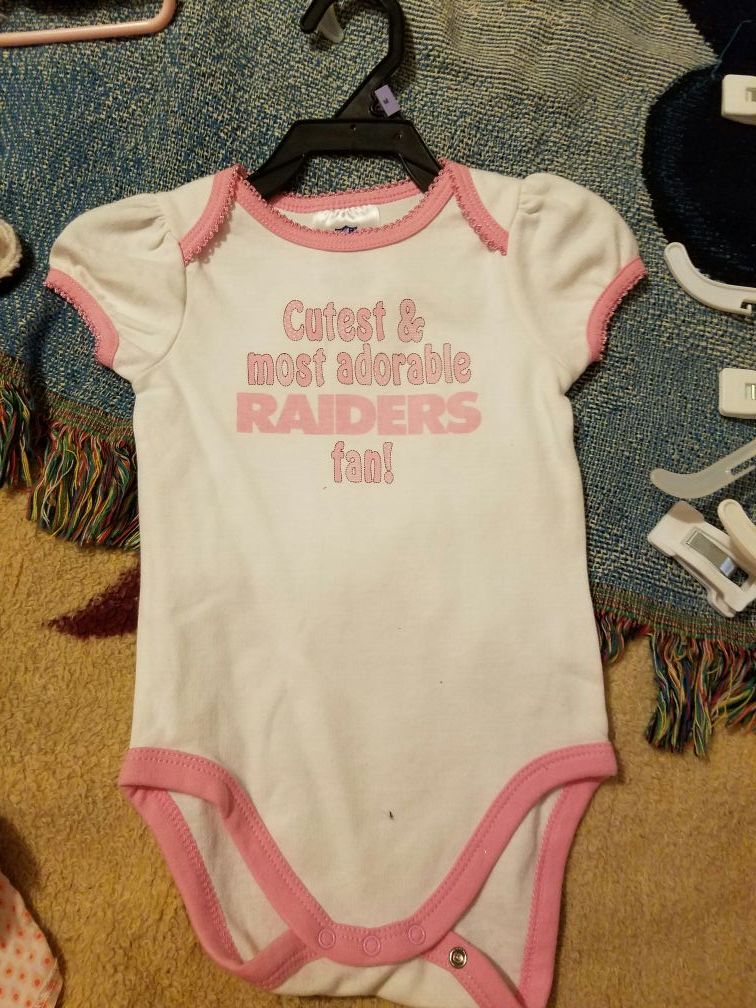 Cutest &
most adorable
RAIDERS
fan!